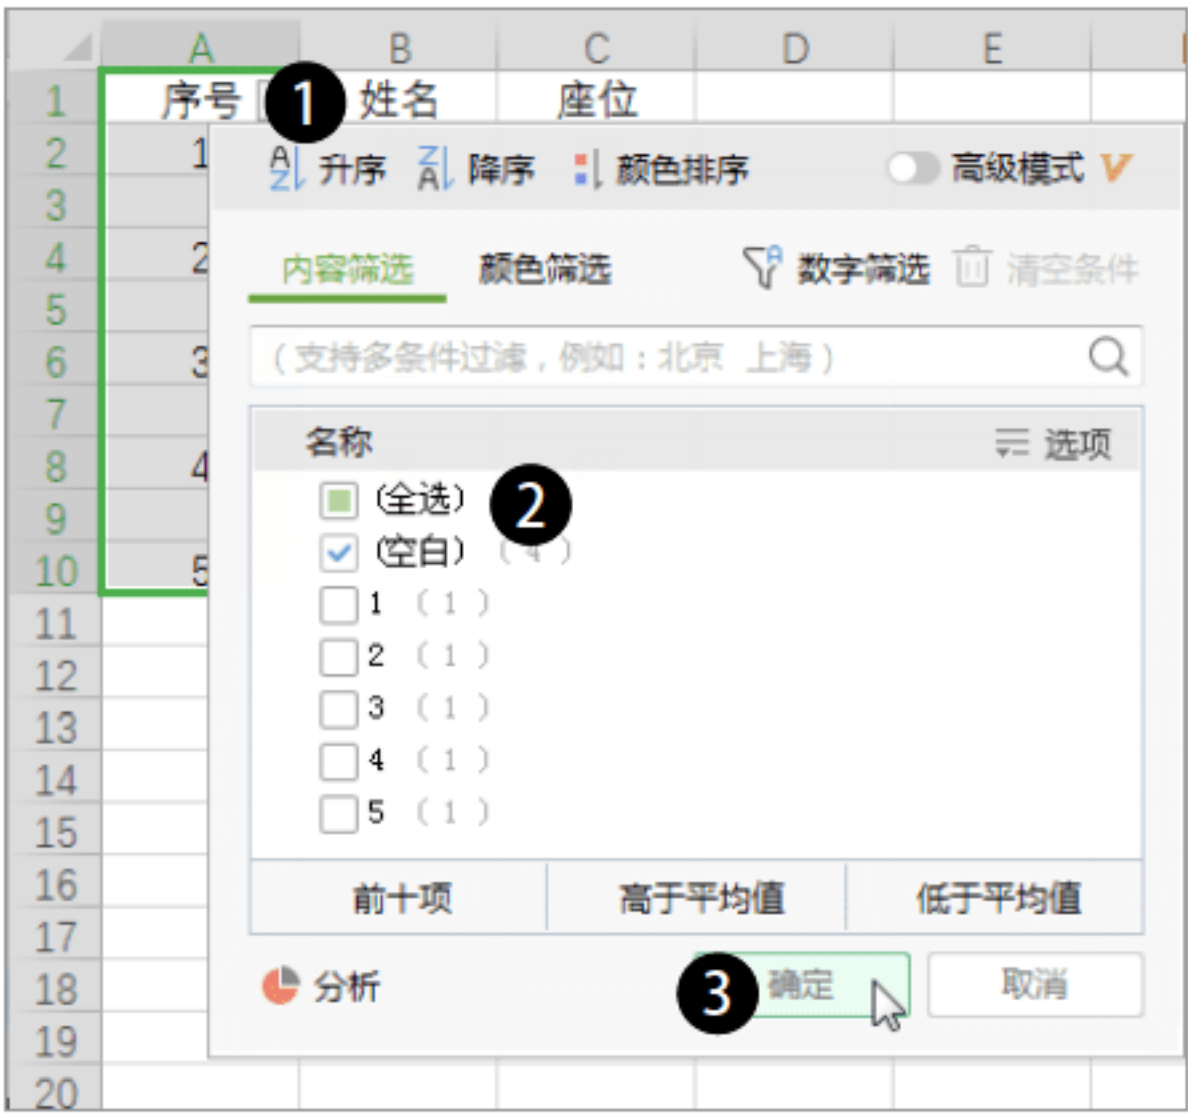 A B C D E
1 序号 1 姓名 座位
2 1
升序 降序 颜色排序 高级模式
3
4 2
内容筛选 颜色筛选 数字筛选 清空条件
5
6 3
（支持多条件过滤，例如：北京 上海）
7
名称 选项
8 4
(全选) 2
9
(空白) (4)
10 5
1 (1)
11
2 (1)
12
3 (1)
13
4 (1)
14
5 (1)
15
16
前十项 高于平均值 低于平均值
17
18
分析 3 确定 取消
19
20